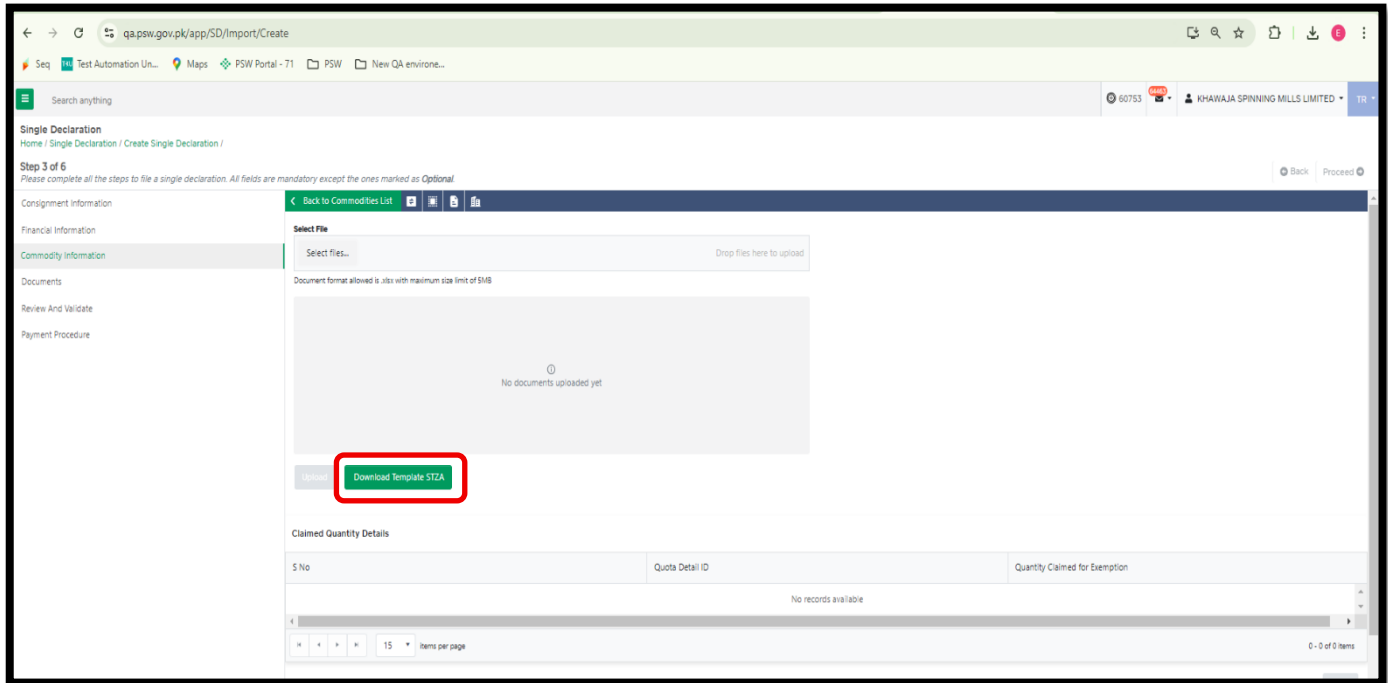 qa.psw.gov.pk/app/SD/Import/Create
E
Seq TAU Test Automation Un... Maps PSW Portal - 71 PSW New QA environe...
Search anything
60753
KHAWAJA SPINNING MILLS LIMITED
TR
Single Declaration
Home / Single Declaration / Create Single Declaration /
Step 3 of 6
Please complete all the steps to file a single declaration. All fields are mandatory except the ones marked as Optional.
Back Proceed
Consignment Information
Financial Information
Commodity Information
Documents
Review And Validate
Payment Procedure
Back to Commodities List
Select File
Select files... Drop files here to upload
Document format allowed is .xlsx with maximum size limit of 5MB
No documents uploaded yet
Upload Download Template STZA
Claimed Quantity Details
S No Quota Detail ID Quantity Claimed for Exemption
No records available
15 items per page 0 - 0 of 0 items